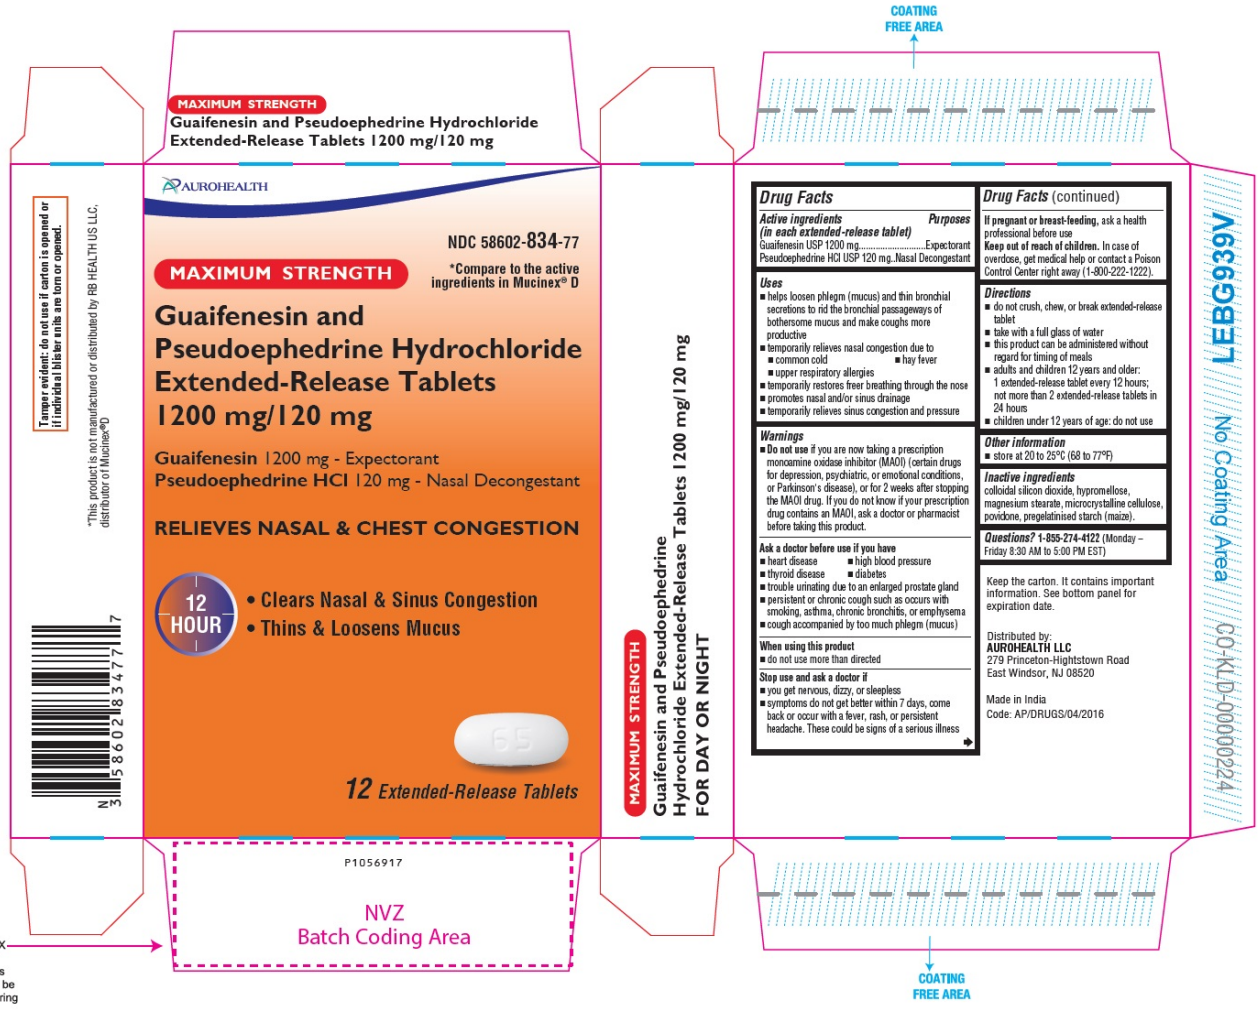 COATING
FREE AREA
MAXIMUM STRENGTH
Guaifenesin and Pseudoephedrine Hydrochloride
Extended-Release Tablets 1200 mg/120 mg
Tamper evident: do not use if carton is opened or
if individual blister units are torn or opened.
*This product is not manufactured or distributed by RB HEALTH US LLC,
distributor of Mucinex®D
N
3 58602 83477 7
AUROHEALTH
NDC 58602-834-77
MAXIMUM STRENGTH
*Compare to the active
ingredients in Mucinex® D
Guaifenesin and
Pseudoephedrine Hydrochloride
Extended-Release Tablets
1200 mg/120 mg
Guaifenesin 1200 mg - Expectorant
Pseudoephedrine HCl 120 mg - Nasal Decongestant
RELIEVES NASAL & CHEST CONGESTION
12
HOUR
• Clears Nasal & Sinus Congestion
• Thins & Loosens Mucus
65
12 Extended-Release Tablets
MAXIMUM STRENGTH
Guaifenesin and Pseudoephedrine
Hydrochloride Extended-Release Tablets 1200 mg/120 mg
FOR DAY OR NIGHT
Drug Facts
Active ingredients Purposes
(in each extended-release tablet)
Guaifenesin USP 1200 mg...........................Expectorant
Pseudoephedrine HCl USP 120 mg..Nasal Decongestant
Uses
■ helps loosen phlegm (mucus) and thin bronchial
secretions to rid the bronchial passageways of
bothersome mucus and make coughs more
productive
■ temporarily relieves nasal congestion due to
■ common cold ■ hay fever
■ upper respiratory allergies
■ temporarily restores freer breathing through the nose
■ promotes nasal and/or sinus drainage
■ temporarily relieves sinus congestion and pressure
Warnings
■ Do not use if you are now taking a prescription
monoamine oxidase inhibitor (MAOI) (certain drugs
for depression, psychiatric, or emotional conditions,
or Parkinson's disease), or for 2 weeks after stopping
the MAOI drug. If you do not know if your prescription
drug contains an MAOI, ask a doctor or pharmacist
before taking this product.
Ask a doctor before use if you have
■ heart disease ■ high blood pressure
■ thyroid disease ■ diabetes
■ trouble urinating due to an enlarged prostate gland
■ persistent or chronic cough such as occurs with
smoking, asthma, chronic bronchitis, or emphysema
■ cough accompanied by too much phlegm (mucus)
When using this product
■ do not use more than directed
Stop use and ask a doctor if
■ you get nervous, dizzy, or sleepless
■ symptoms do not get better within 7 days, come
back or occur with a fever, rash, or persistent
headache. These could be signs of a serious illness
Drug Facts (continued)
If pregnant or breast-feeding, ask a health
professional before use
Keep out of reach of children. In case of
overdose, get medical help or contact a Poison
Control Center right away (1-800-222-1222).
Directions
■ do not crush, chew, or break extended-release
tablet
■ take with a full glass of water
■ this product can be administered without
regard for timing of meals
■ adults and children 12 years and older:
1 extended-release tablet every 12 hours;
not more than 2 extended-release tablets in
24 hours
■ children under 12 years of age: do not use
Other information
■ store at 20 to 25ºC (68 to 77ºF)
Inactive ingredients
colloidal silicon dioxide, hypromellose,
magnesium stearate, microcrystalline cellulose,
povidone, pregelatinised starch (maize).
Questions? 1-855-274-4122 (Monday –
Friday 8:30 AM to 5:00 PM EST)
Keep the carton. It contains important
information. See bottom panel for
expiration date.
Distributed by:
AUROHEALTH LLC
279 Princeton-Hightstown Road
East Windsor, NJ 08520
Made in India
Code: AP/DRUGS/04/2016
LEBG939V
No Coating Area
CO-KLD-00000224
P1056917
NVZ
Batch Coding Area
X
s
be
ring
COATING
FREE AREA